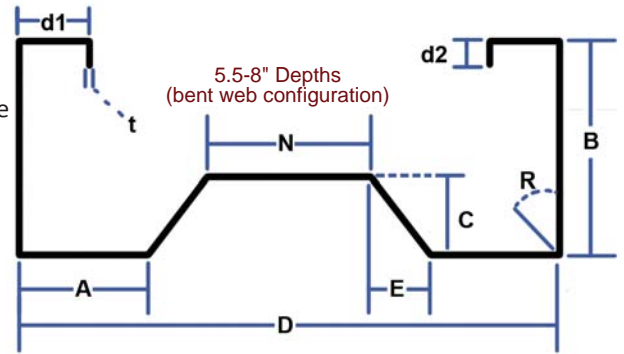 d1
d2
5.5-8" Depths
(bent web configuration)
e
t
N
B
R
C
A
E
D